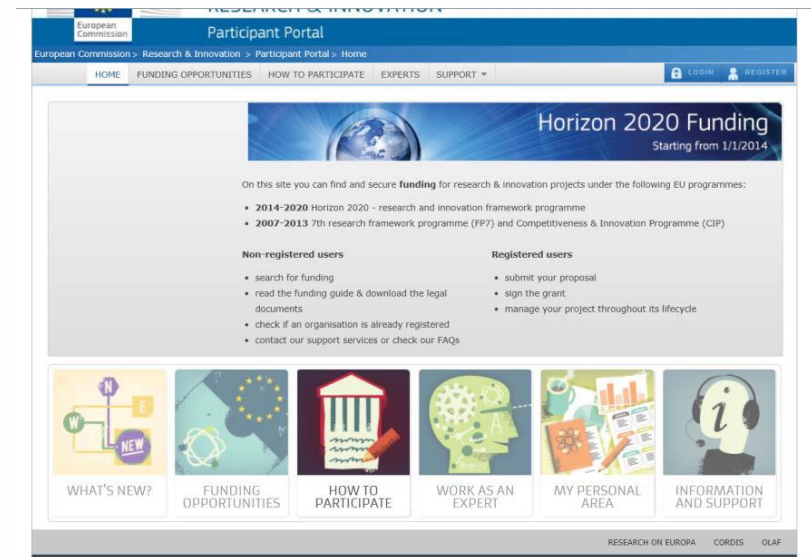 RESEARCH & INNOVATION
European
Commission
Participant Portal
European Commission > Research & Innovation > Participant Portal > Home
HOME FUNDING OPPORTUNITIES HOW TO PARTICIPATE EXPERTS SUPPORT LOGIN REGISTER
Horizon 2020 Funding
Starting from 1/1/2014
On this site you can find and secure funding for research & innovation projects under the following EU programmes:
• 2014-2020 Horizon 2020 - research and innovation framework programme
• 2007-2013 7th research framework programme (FP7) and Competitiveness & Innovation Programme (CIP)
Non-registered users
• search for funding
• read the funding guide & download the legal
documents
• check if an organisation is already registered
• contact our support services or check our FAQs
Registered users
• submit your proposal
• sign the grant
• manage your project throughout its lifecycle
N
W
E
NEW
i
WHAT'S NEW?
FUNDING
OPPORTUNITIES
HOW TO
PARTICIPATE
WORK AS AN
EXPERT
MY PERSONAL
AREA
INFORMATION
AND SUPPORT
RESEARCH ON EUROPA CORDIS OLAF